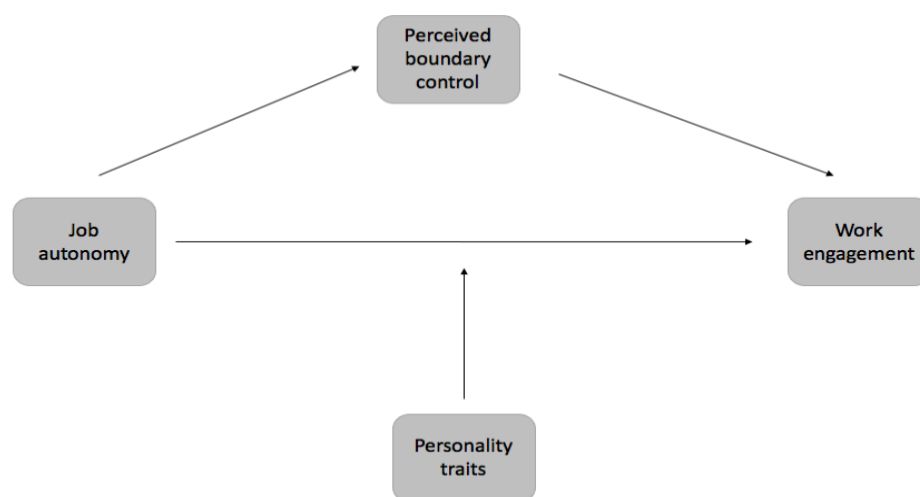 Perceived
boundary
control
Job
autonomy
Work
engagement
Personality
traits